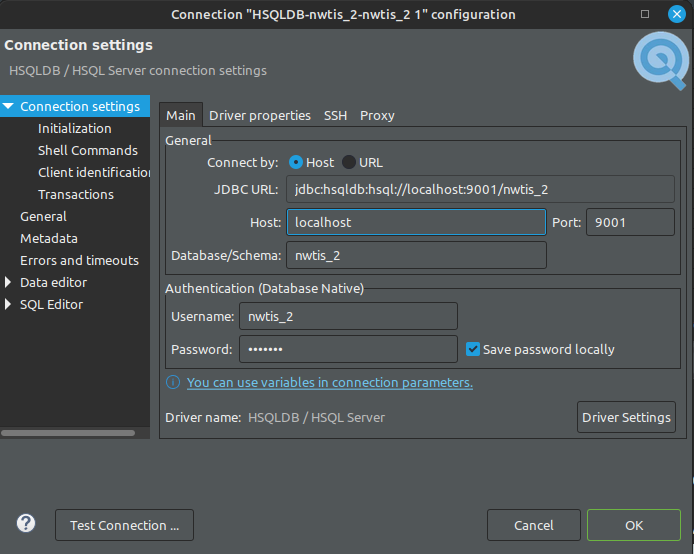 Connection "HSQLDB-nwtis_2-nwtis_2 1" configuration
Connection settings
HSQLDB / HSQL Server connection settings
Connection settings
Initialization
Shell Commands
Client identification
Transactions
General
Metadata
Errors and timeouts
Data editor
SQL Editor
Main Driver properties SSH Proxy
General
Connect by: Host URL
JDBC URL: jdbc:hsqldb:hsql://localhost:9001/nwtis_2
Host: localhost Port: 9001
Database/Schema: nwtis_2
Authentication (Database Native)
Username: nwtis_2
Password: ••••••• Save password locally
You can use variables in connection parameters.
Driver name: HSQLDB / HSQL Server Driver Settings
? Test Connection ... Cancel OK